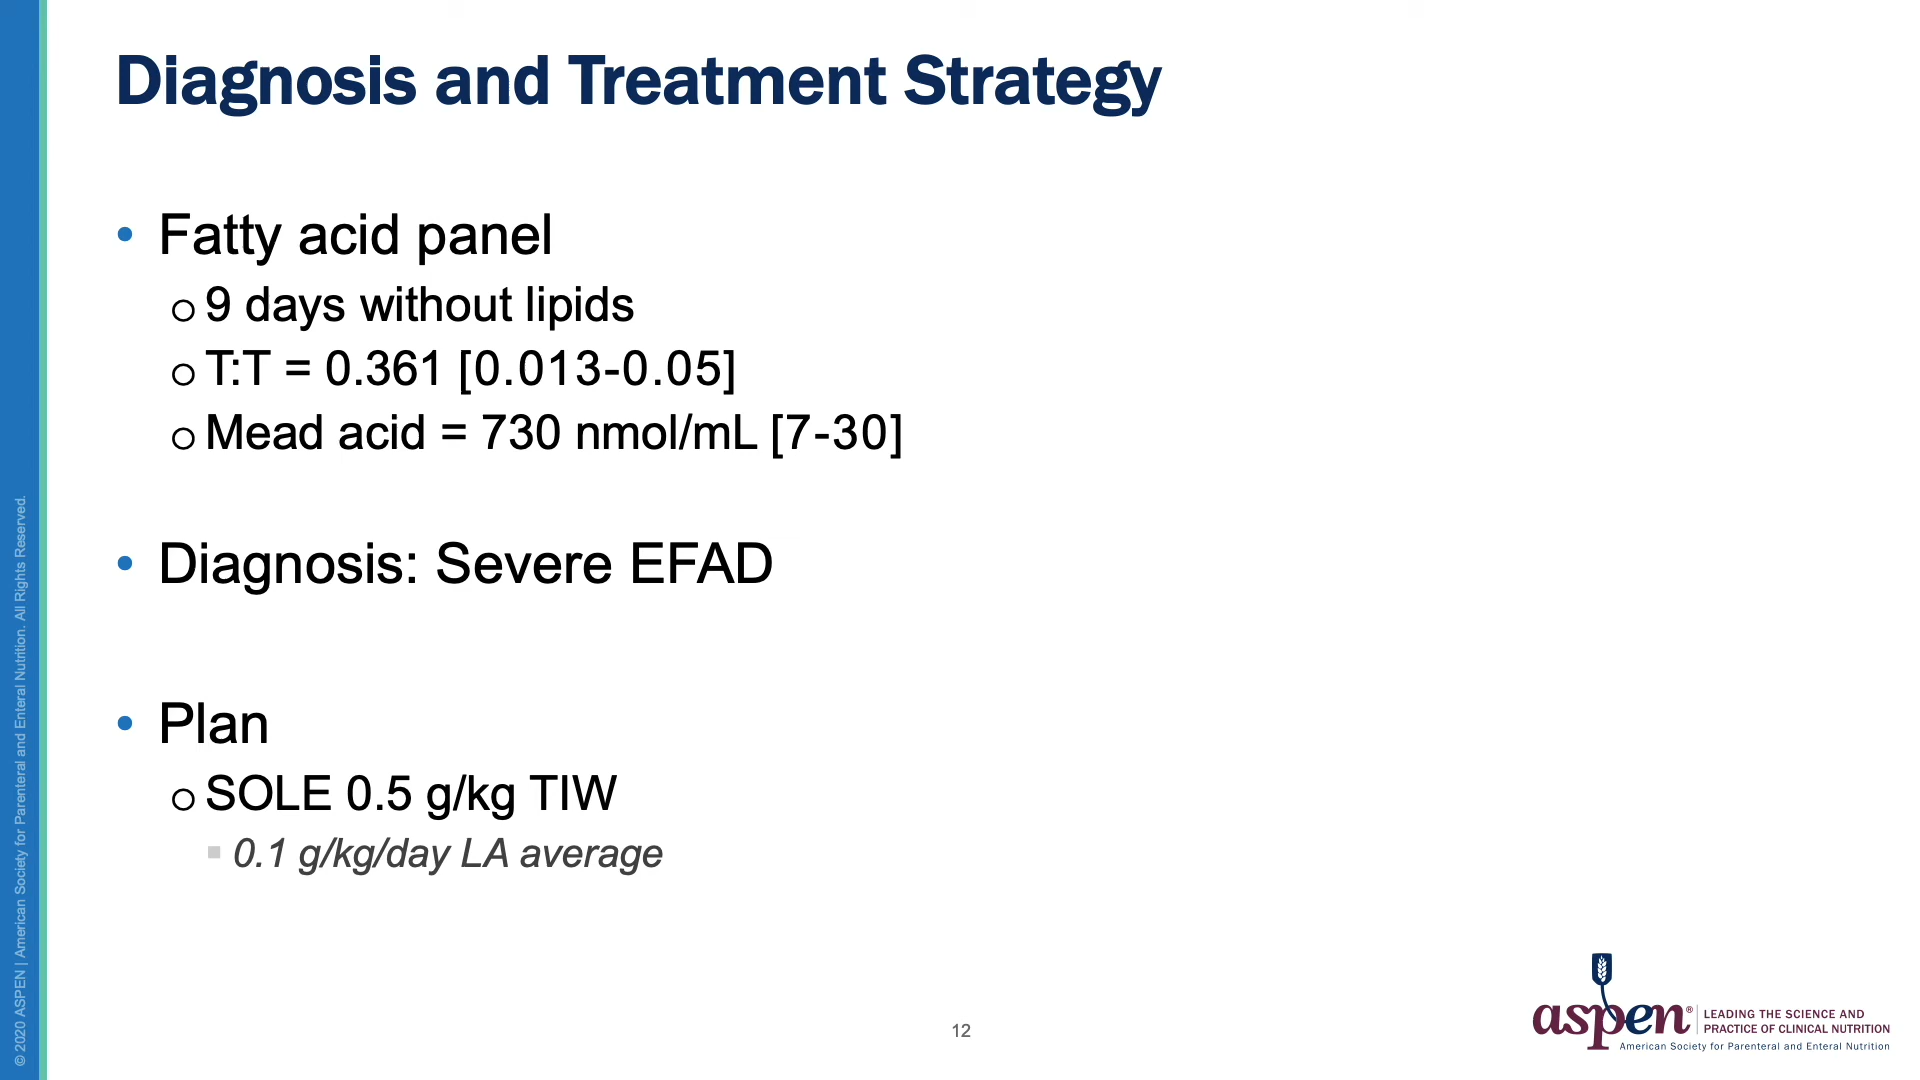 Diagnosis and Treatment Strategy
• Fatty acid panel
o 9 days without lipids
o T:T = 0.361 [0.013-0.05]
o Mead acid = 730 nmol/mL [7-30]
• Diagnosis: Severe EFAD
• Plan
o SOLE 0.5 g/kg TIW
▪ 0.1 g/kg/day LA average
© 2020 ASPEN | American Society for Parenteral and Enteral Nutrition. All Rights Reserved.
12
aspen®
LEADING THE SCIENCE AND
PRACTICE OF CLINICAL NUTRITION
American Society for Parenteral and Enteral Nutrition